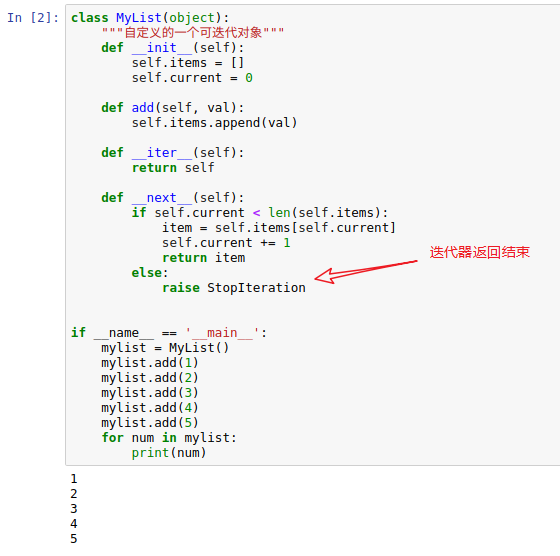 In [2]: class MyList(object):
    """自定义的一个可迭代对象"""
    def __init__(self):
        self.items = []
        self.current = 0

    def add(self, val):
        self.items.append(val)

    def __iter__(self):
        return self

    def __next__(self):
        if self.current < len(self.items):
            item = self.items[self.current]
            self.current += 1
            return item
        else:
            raise StopIteration
迭代器返回结束

if __name__ == '__main__':
    mylist = MyList()
    mylist.add(1)
    mylist.add(2)
    mylist.add(3)
    mylist.add(4)
    mylist.add(5)
    for num in mylist:
        print(num)
1
2
3
4
5